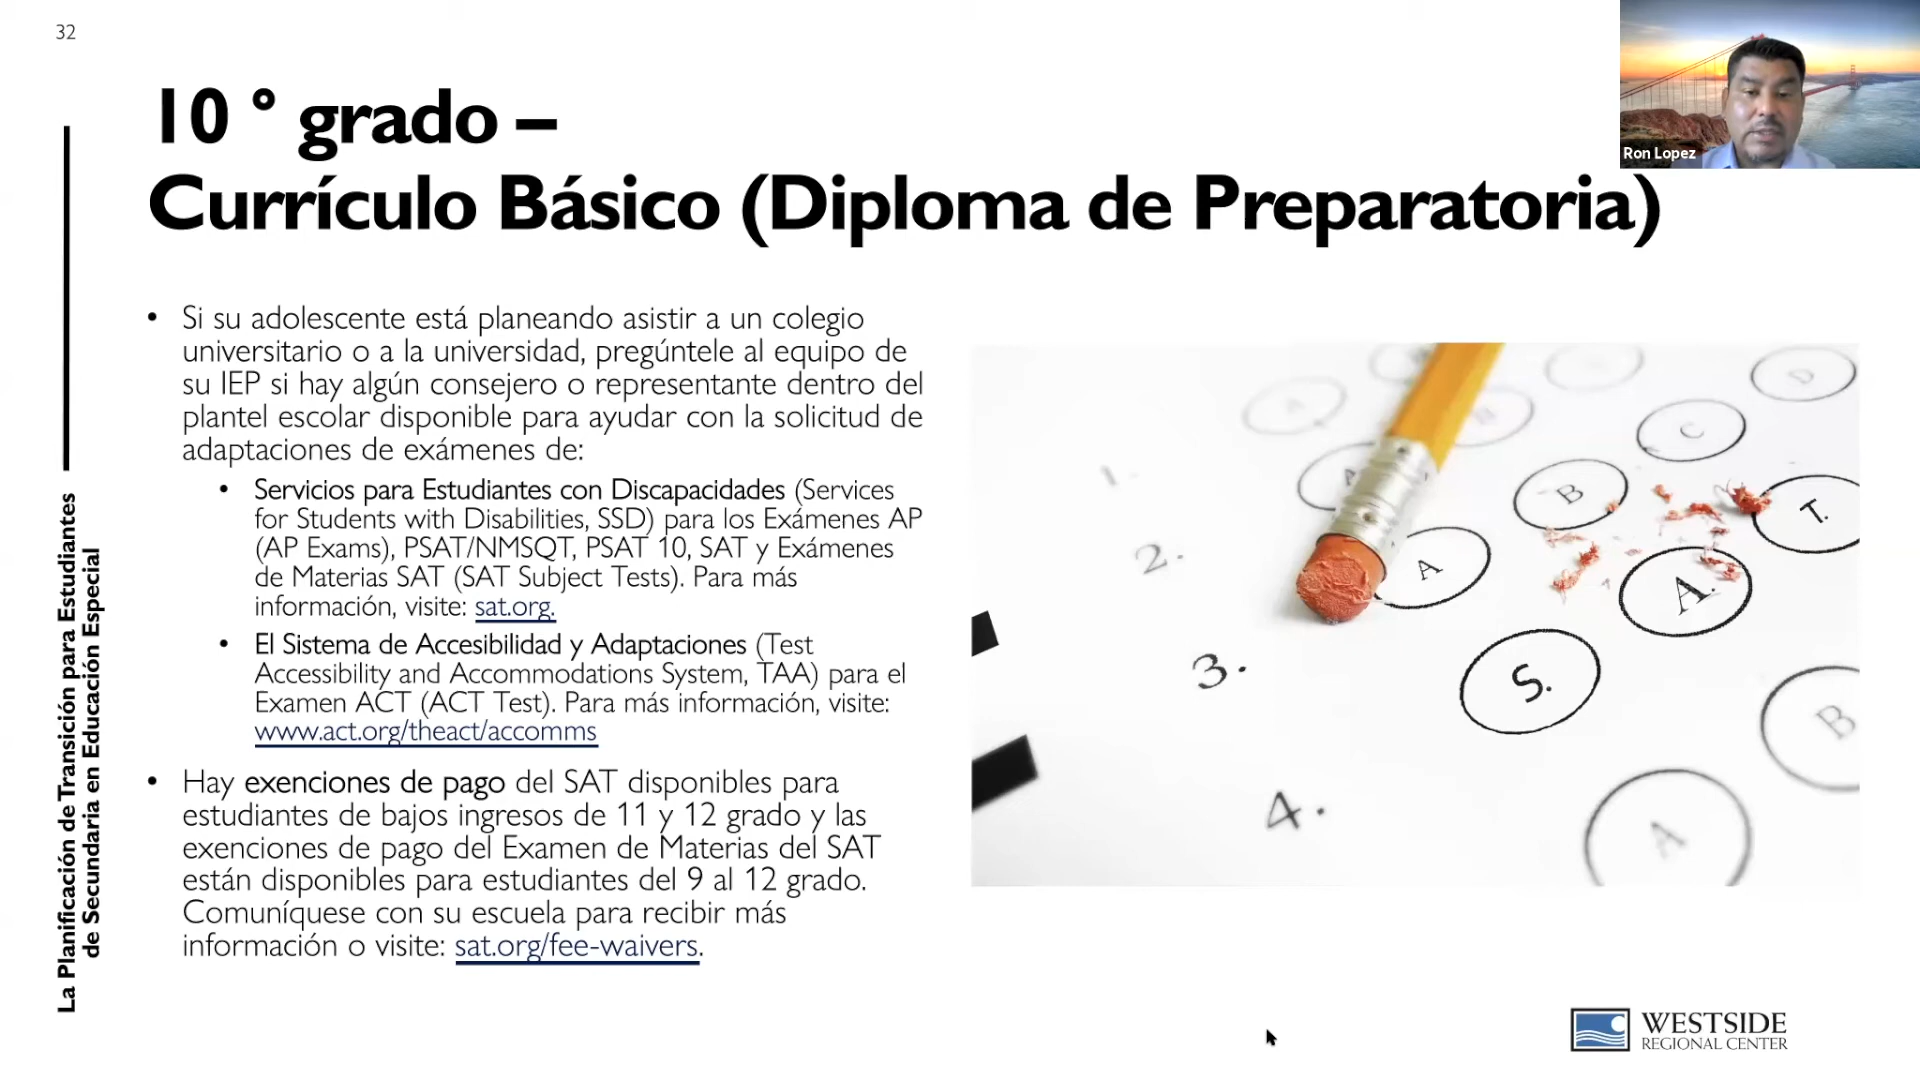 32
Ron Lopez
10 ° grado –
Currículo Básico (Diploma de Preparatoria)
La Planificación de Transición para Estudiantes
de Secundaria en Educación Especial
• Si su adolescente está planeando asistir a un colegio
universitario o a la universidad, pregúntele al equipo de
su IEP si hay algún consejero o representante dentro del
plantel escolar disponible para ayudar con la solicitud de
adaptaciones de exámenes de:
• Servicios para Estudiantes con Discapacidades (Services
for Students with Disabilities, SSD) para los Exámenes AP
(AP Exams), PSAT/NMSQT, PSAT 10, SAT y Exámenes
de Materias SAT (SAT Subject Tests). Para más
información, visite: sat.org.
• El Sistema de Accesibilidad y Adaptaciones (Test
Accessibility and Accommodations System, TAA) para el
Examen ACT (ACT Test). Para más información, visite:
www.act.org/theact/accomms
• Hay exenciones de pago del SAT disponibles para
estudiantes de bajos ingresos de 11 y 12 grado y las
exenciones de pago del Examen de Materias del SAT
están disponibles para estudiantes del 9 al 12 grado.
Comuníquese con su escuela para recibir más
información o visite: sat.org/fee-waivers.
D
C
1.
A
B
T.
2.
A
A.
3.
S.
B
4.
A
WESTSIDE
REGIONAL CENTER